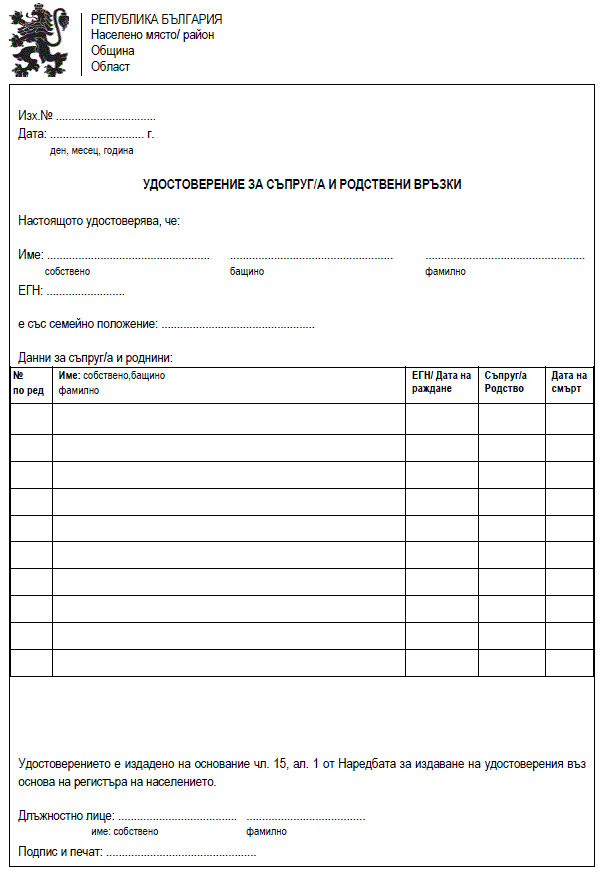 РЕПУБЛИКА БЪЛГАРИЯ
Населено място/ район
Община
Област
Изх.№ ................................
Дата: .............................. г.
ден, месец, година
УДОСТОВЕРЕНИЕ ЗА СЪПРУГ/А И РОДСТВЕНИ ВРЪЗКИ
Настоящото удостоверява, че:
Име: .................................................... .................................................... ...................................................
собствено бащино фамилно
ЕГН: .........................
е със семейно положение: .................................................
Данни за съпруг/а и роднини:
№ Име: собствено,бащино ЕГН/ Дата на Съпруг/а Дата на
по ред фамилно раждане Родство смърт
Удостоверението е издадено на основание чл. 15, ал. 1 от Наредбата за издаване на удостоверения въз
основа на регистъра на населението.
Длъжностно лице: ...................................... ......................................
име: собствено фамилно
Подпис и печат: ................................................